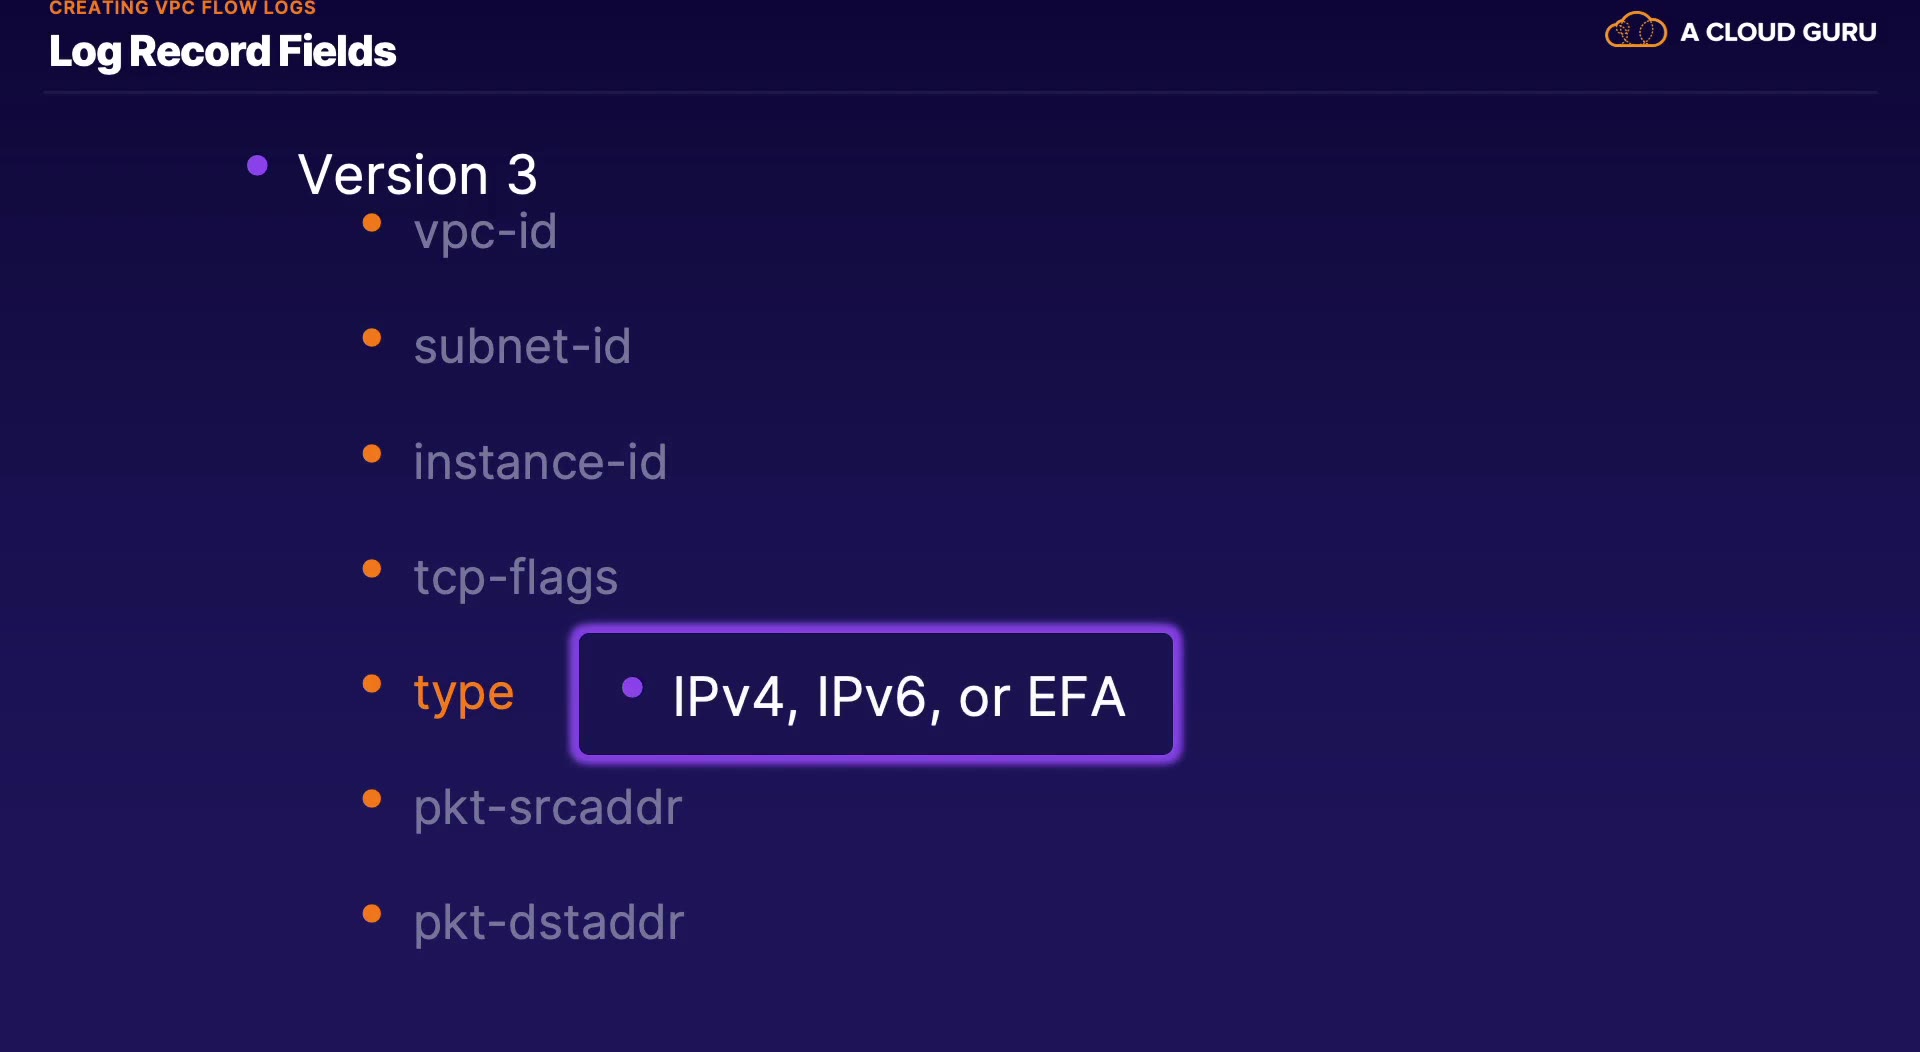 CREATING VPC FLOW LOGS
Log Record Fields
A CLOUD GURU
Version 3
vpc-id
subnet-id
instance-id
tcp-flags
type
IPv4, IPv6, or EFA
pkt-srcaddr
pkt-dstaddr